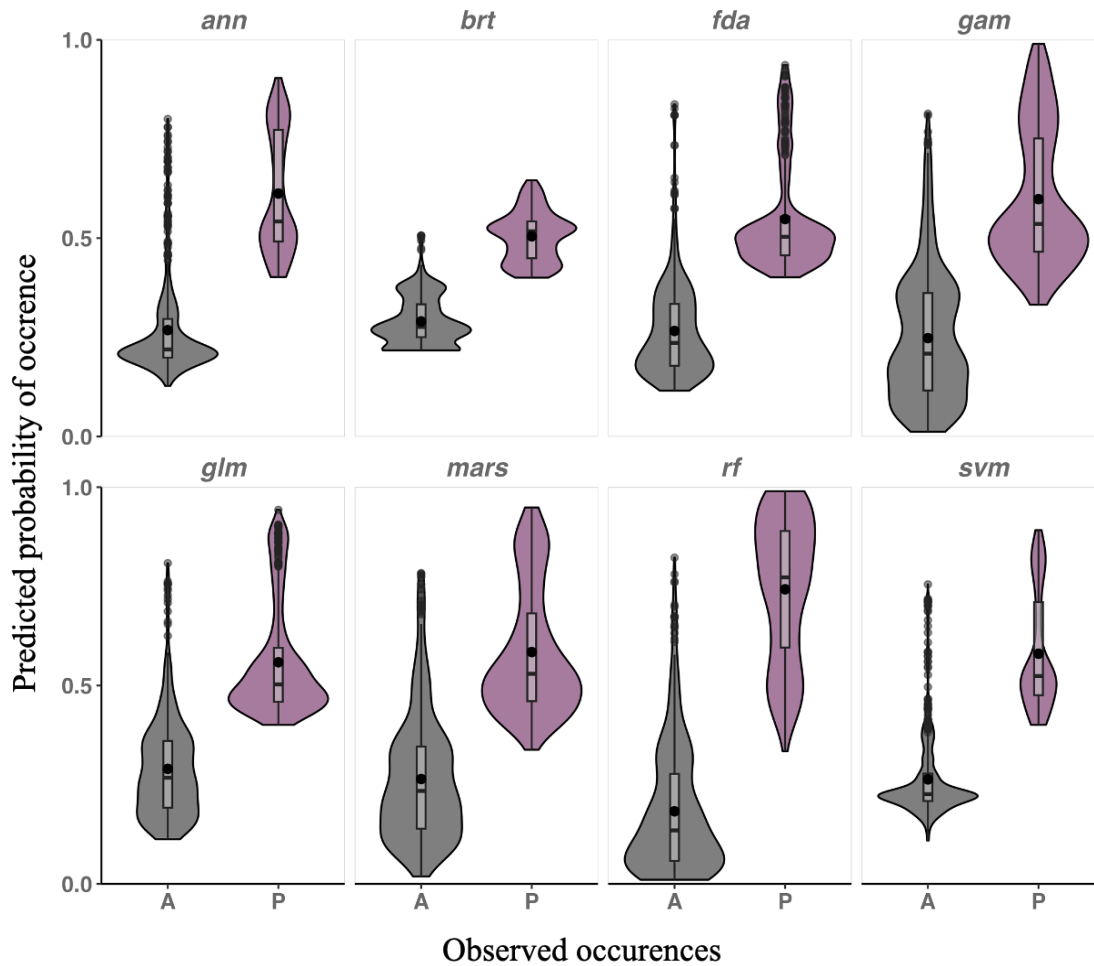 ann brt fda gam
1.0
0.5
0.0
glm mars rf svm
1.0
0.5
0.0
A P A P A P A P
Predicted probability of occrence
Observed occurences